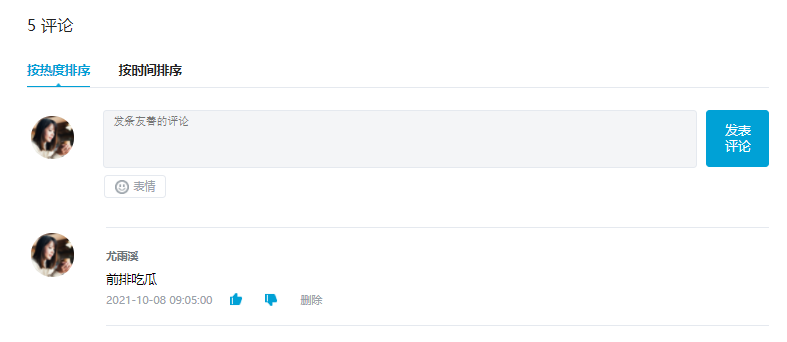 5 评论
按热度排序 按时间排序
发条友善的评论
发表
评论
表情
尤雨溪
前排吃瓜
2021-10-08 09:05:00 删除